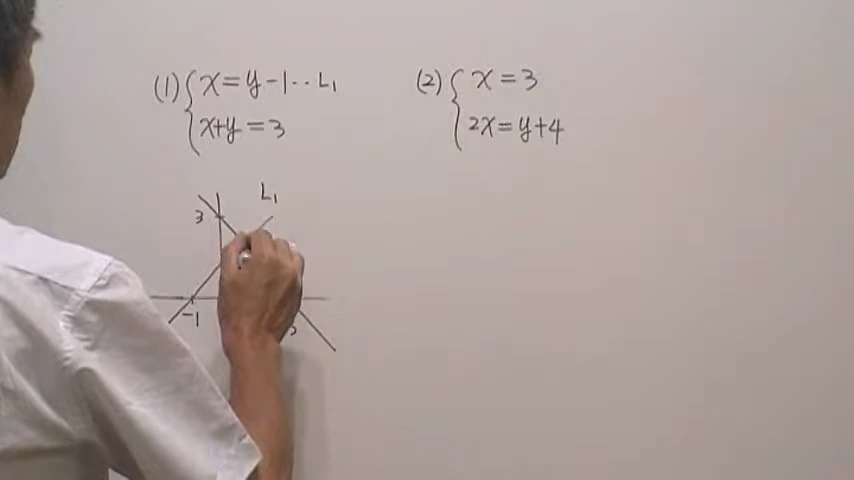 (1) { x = y - 1 ·· L₁
x + y = 3
(2) { x = 3
2x = y + 4
L₁
3
-1